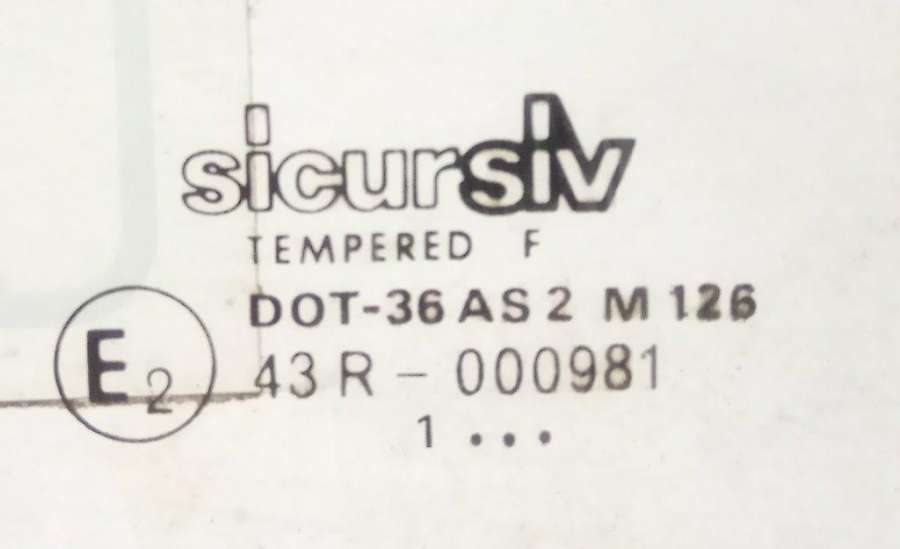 sicursiv
TEMPERED F
DOT-36 AS 2 M 126
E2
43 R - 000981
1 ...